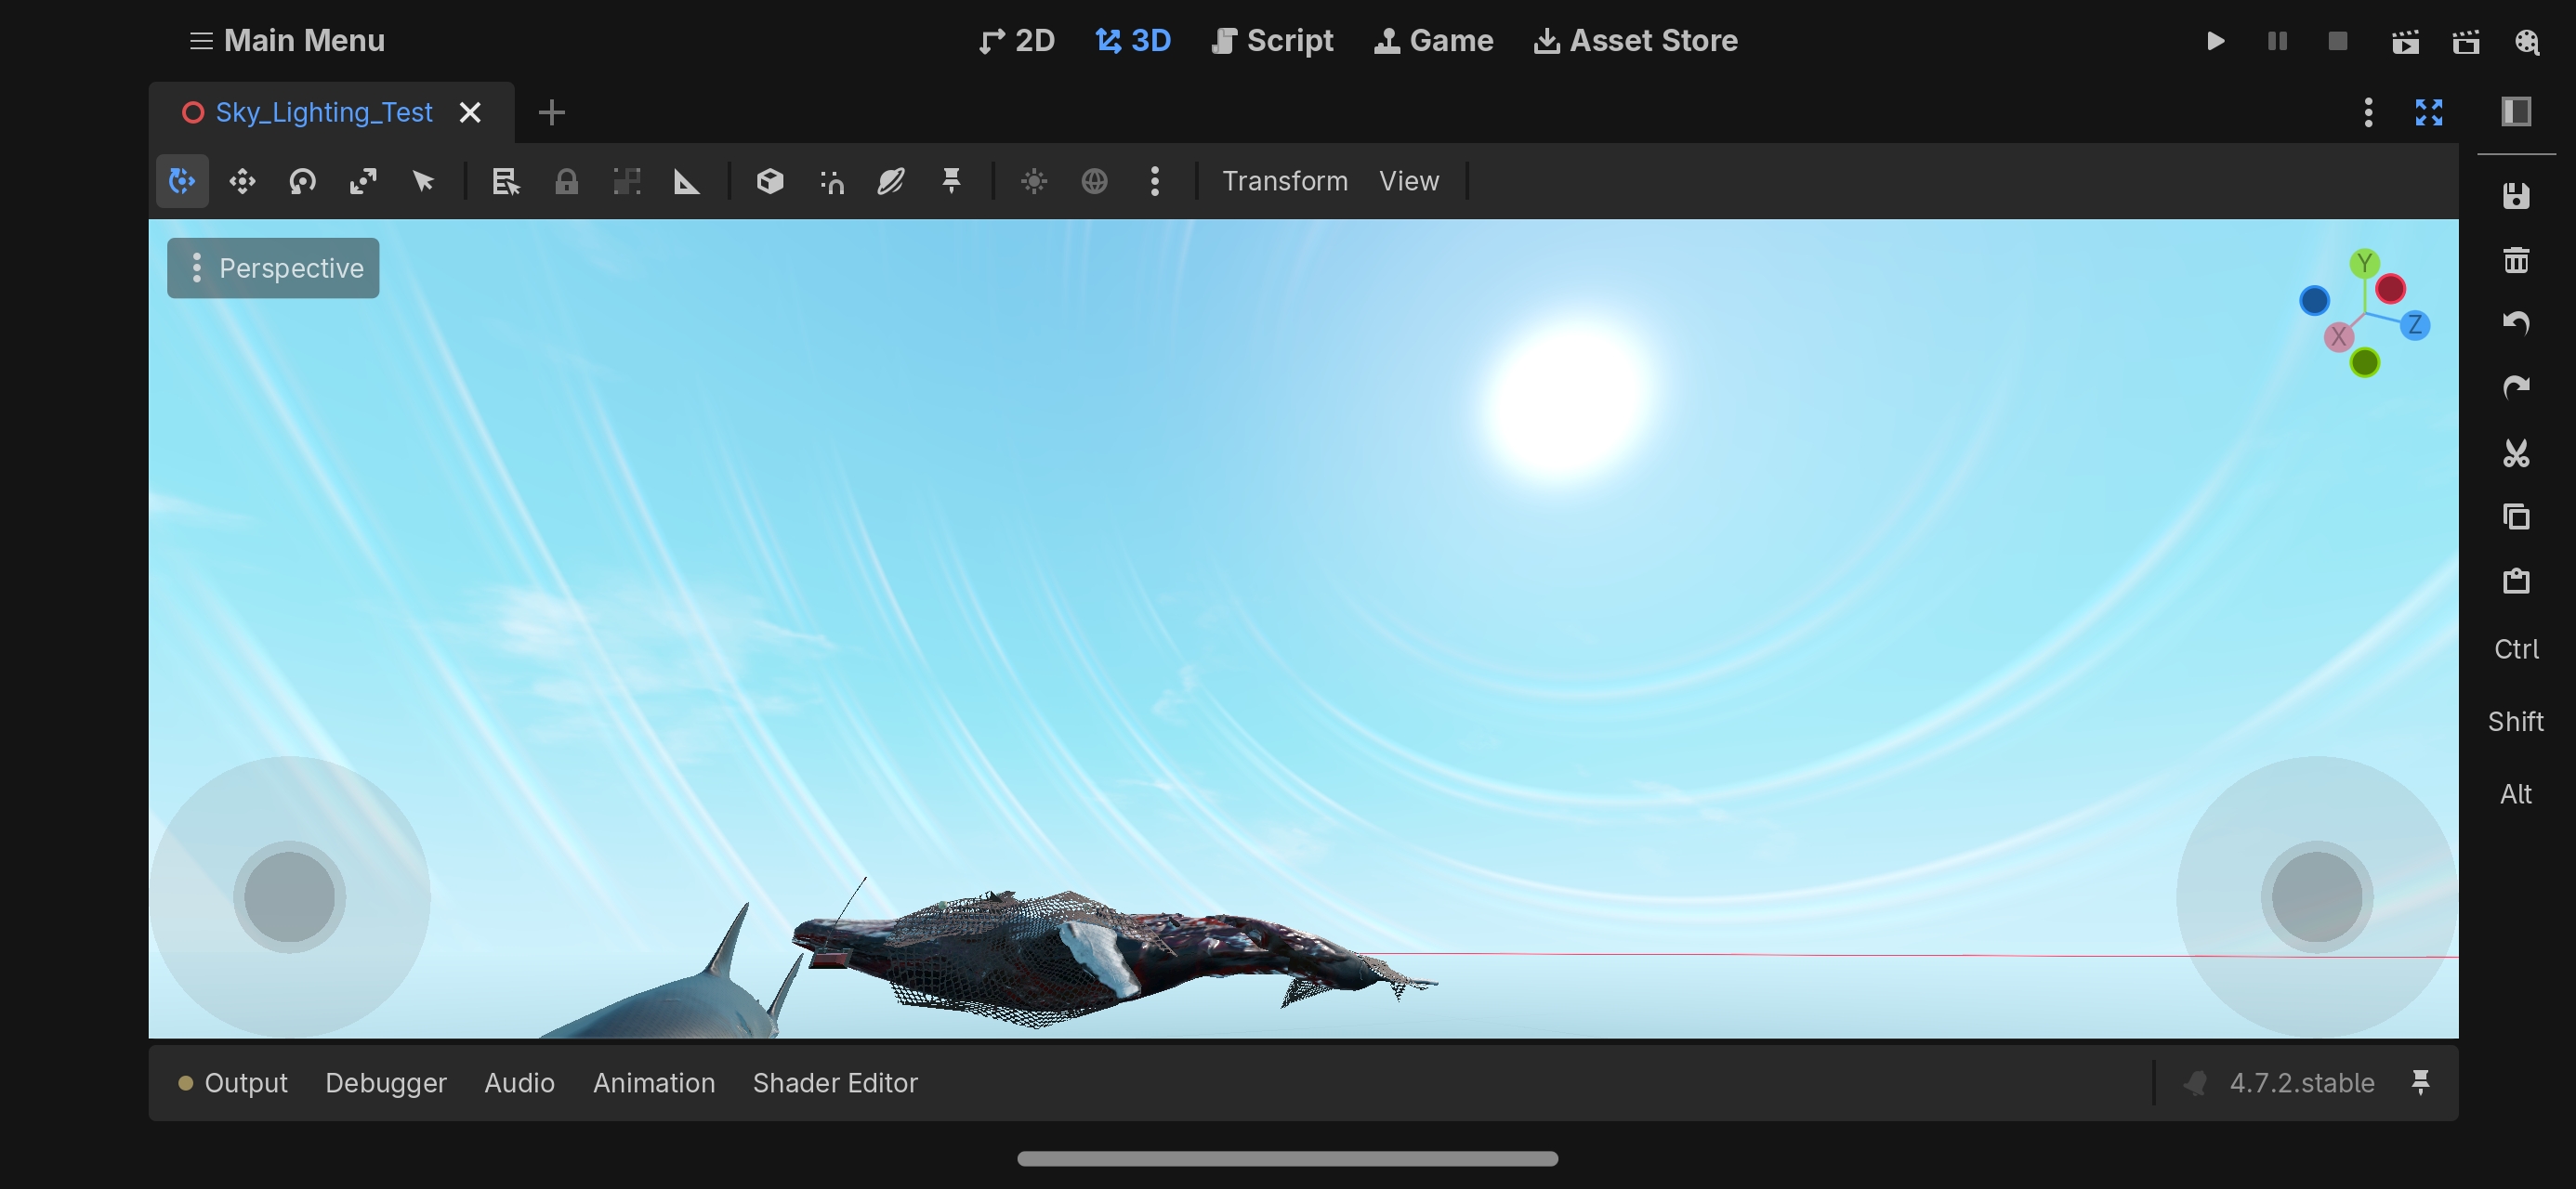 Main Menu
2D
3D
Script
Game
Asset Store
Sky_Lighting_Test
Transform
View
Perspective
Y
X
Z
Ctrl
Shift
Alt
Output
Debugger
Audio
Animation
Shader Editor
4.7.2.stable